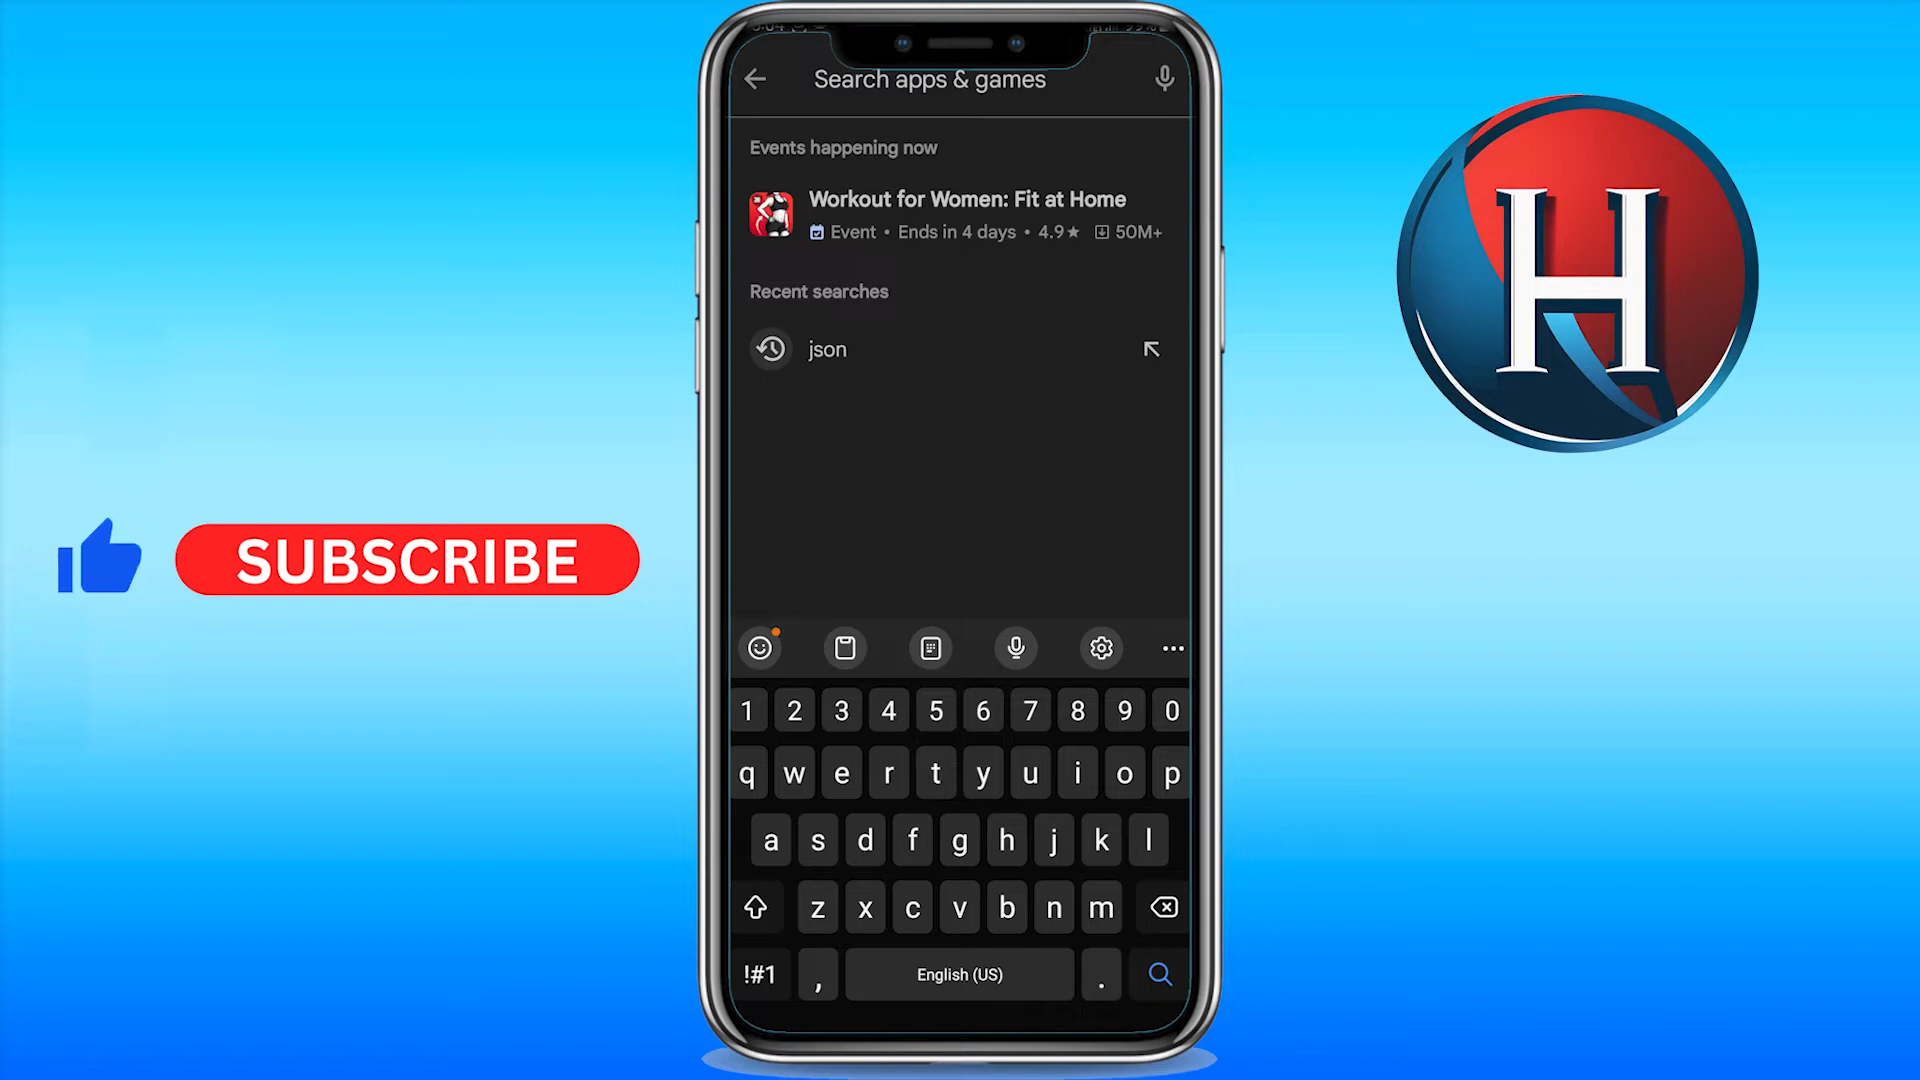 Search apps & games
Events happening now
Workout for Women: Fit at Home
Event • Ends in 4 days • 4.9★ 50M+
Recent searches
json
H
SUBSCRIBE
1 2 3 4 5 6 7 8 9 0
q w e r t y u i o p
a s d f g h j k l
z x c v b n m
!#1 , English (US) .